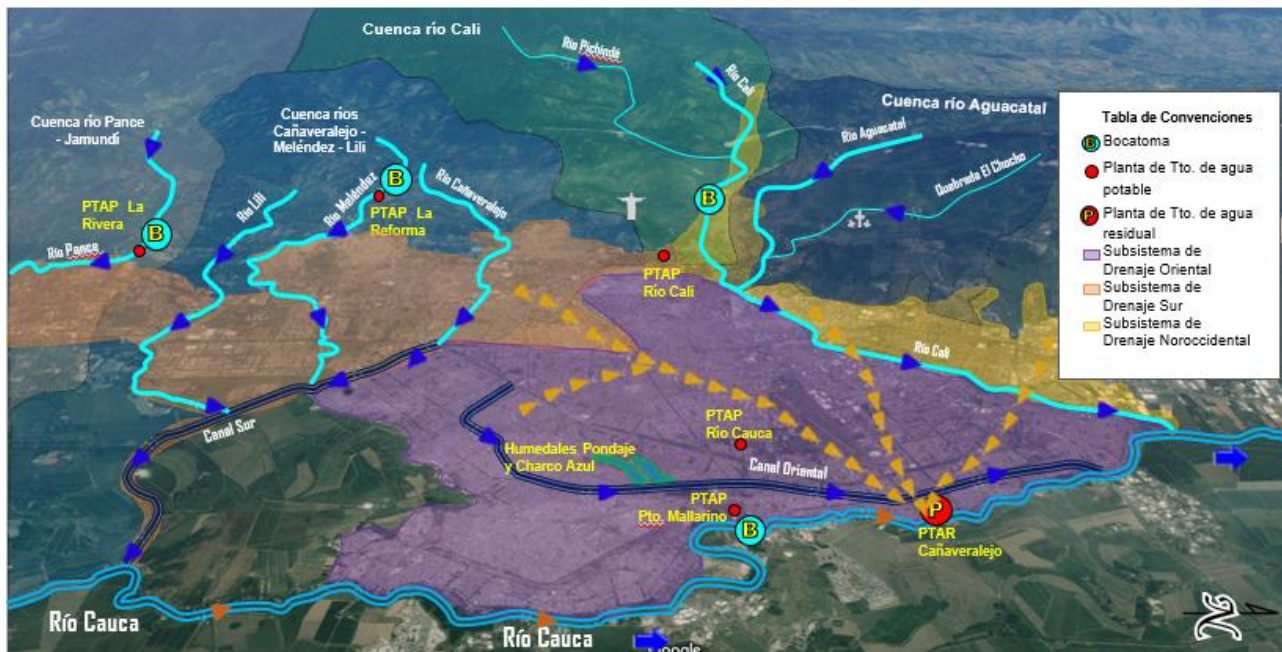 Cuenca río Cali
Río Pichindé
Río Cali
Cuenca río Aguacatal
Río Aguacatal
Quebrada El Chocho
Cuenca río Pance
- Jamundí
Cuenca ríos
Cañaveralejo -
Meléndez - Lili
PTAP La
Rivera
B
Río Pance
Río Lili
Río Meléndez
B
PTAP La
Reforma
Río Cañaveralejo
B
PTAP
Río Cali
Río Cali
Tabla de Convenciones
B Bocatoma
Planta de Tto. de agua
potable
P Planta de Tto. de agua
residual
Subsistema de
Drenaje Oriental
Subsistema de
Drenaje Sur
Subsistema de
Drenaje Noroccidental
Canal Sur
PTAP
Río Cauca
Humedales Pondaje
y Charco Azul
Canal Oriental
PTAP
Pto. Mallarino
B
P
PTAR
Cañaveralejo
Río Cauca
Río Cauca
Google
N